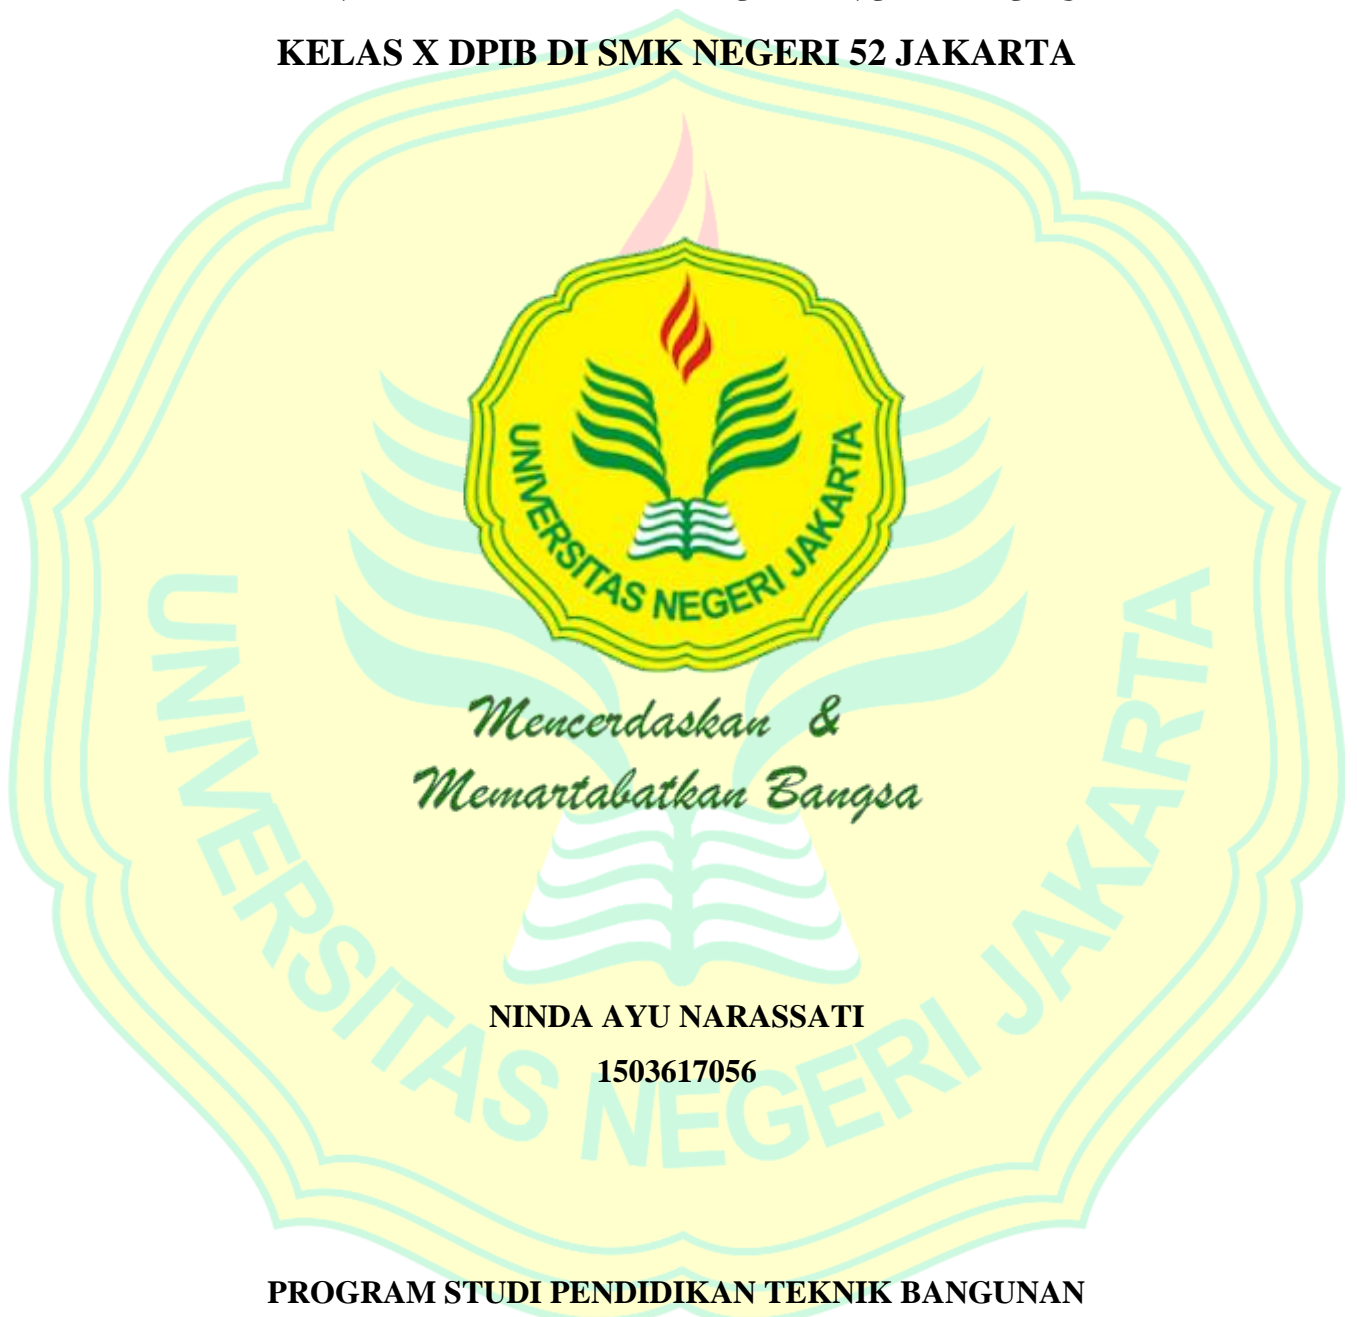 KELAS X DPIB DI SMK NEGERI 52 JAKARTA
UNIVERSITAS NEGERI JAKARTA
Mencerdaskan &
Memartabatkan Bangsa
NINDA AYU NARASSATI
1503617056
UNIVERSITAS NEGERI JAKARTA
PROGRAM STUDI PENDIDIKAN TEKNIK BANGUNAN